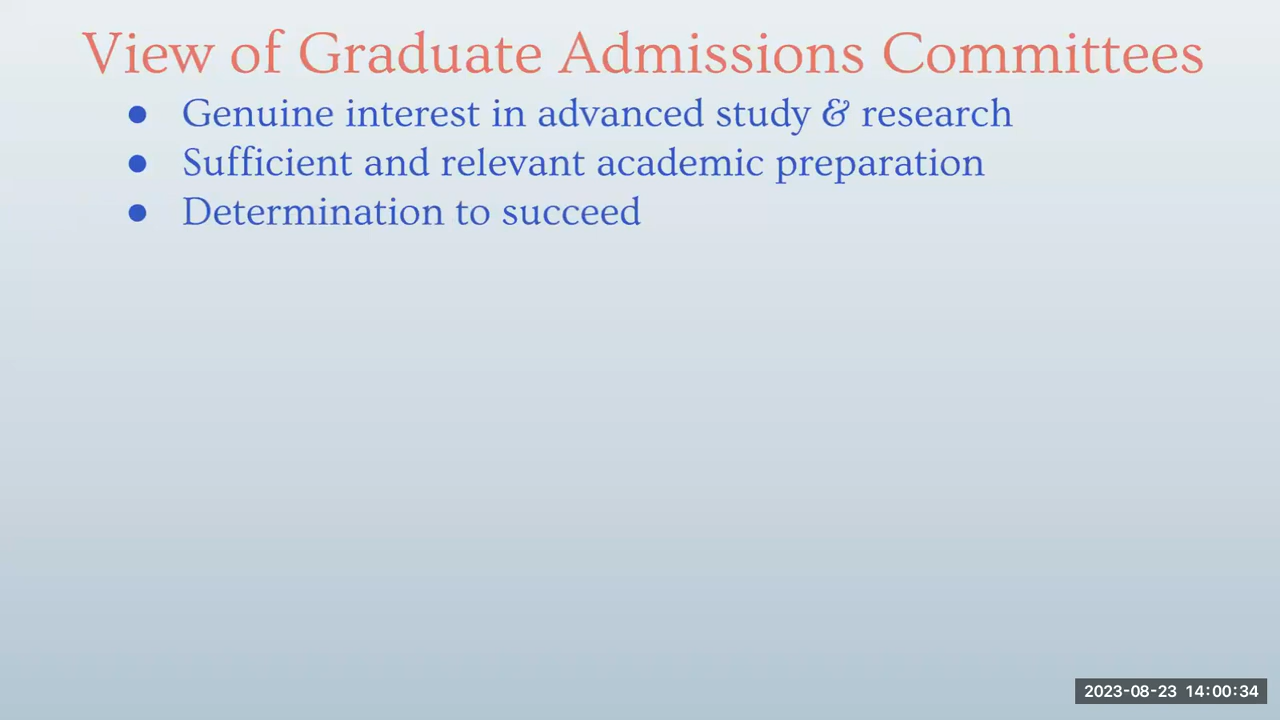 View of Graduate Admissions Committees
● Genuine interest in advanced study & research
● Sufficient and relevant academic preparation
● Determination to succeed
2023-08-23 14:00:34